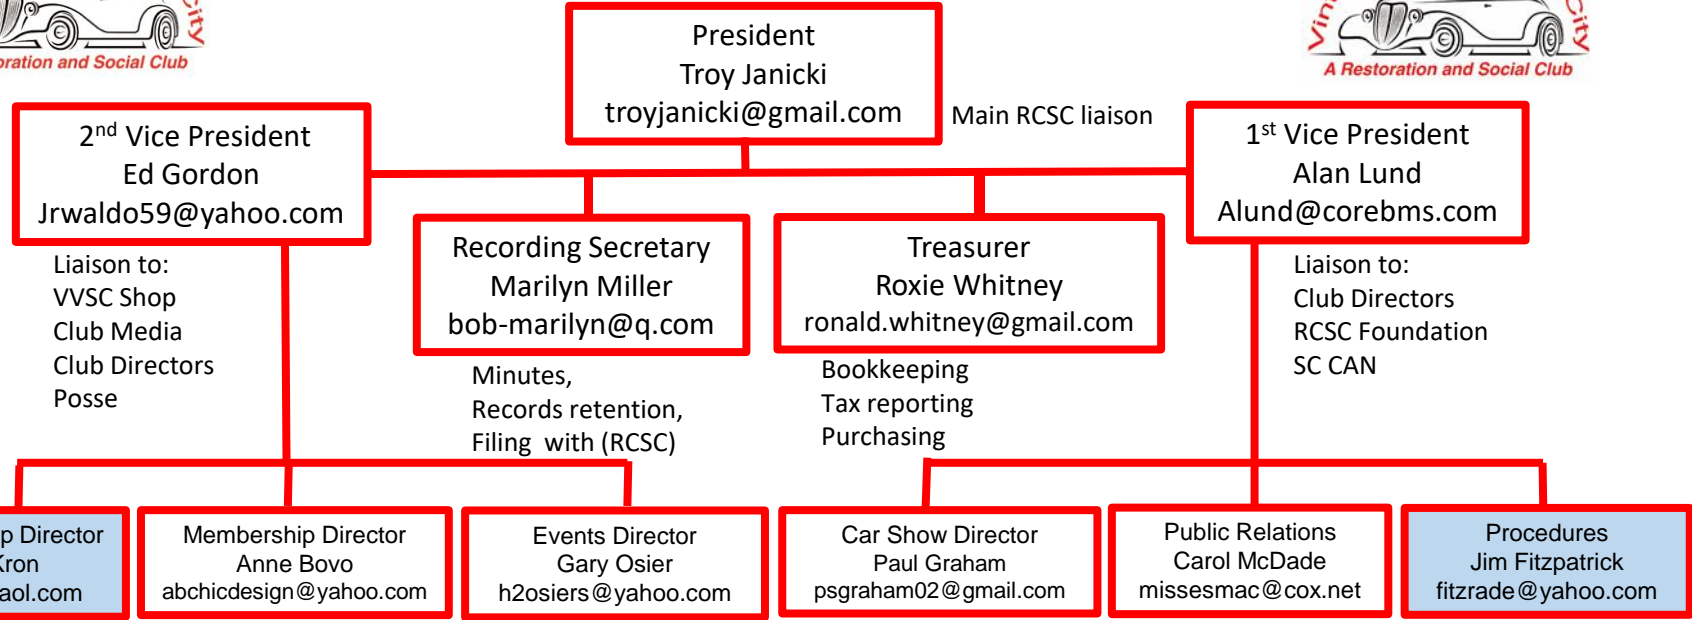 City
oration and Social Club
President
Troy Janicki
troyjanicki@gmail.com
Main RCSC liaison
City
A Restoration and Social Club
2nd Vice President
Ed Gordon
Jrwaldo59@yahoo.com
Liaison to:
VVSC Shop
Club Media
Club Directors
Posse
Recording Secretary
Marilyn Miller
bob-marilyn@q.com
Minutes,
Records retention,
Filing with (RCSC)
Treasurer
Roxie Whitney
ronald.whitney@gmail.com
Bookkeeping
Tax reporting
Purchasing
1st Vice President
Alan Lund
Alund@corebms.com
Liaison to:
Club Directors
RCSC Foundation
SC CAN
p Director
Kron
aol.com
Membership Director
Anne Bovo
abchicdesign@yahoo.com
Events Director
Gary Osier
h2osiers@yahoo.com
Car Show Director
Paul Graham
psgraham02@gmail.com
Public Relations
Carol McDade
missesmac@cox.net
Procedures
Jim Fitzpatrick
fitzrade@yahoo.com